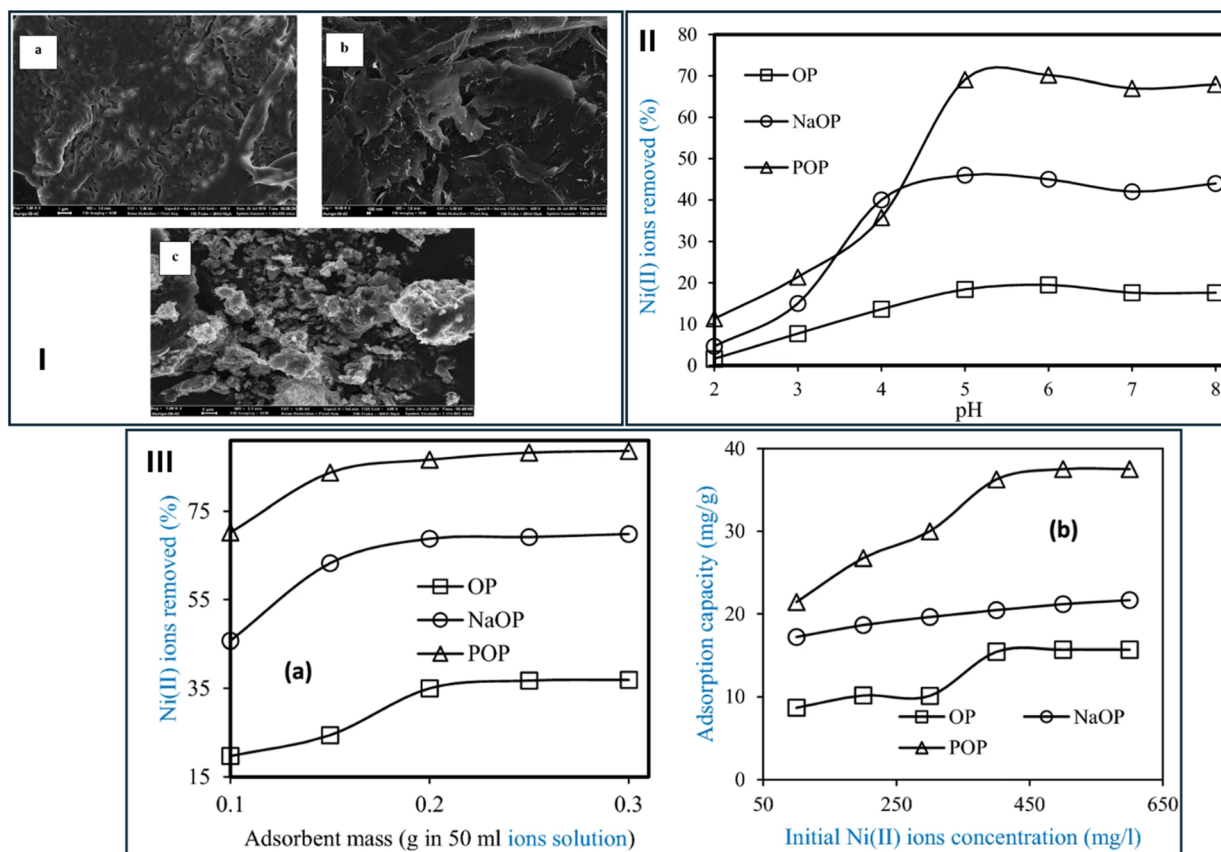 a
b
c
I
II
80
70
60
50
40
30
20
10
0
OP
NaOP
POP
Ni(II) ions removed (%)
2 3 4 5 6 7 8
pH
III
75
55
35
15
Ni(II) ions removed (%)
OP
NaOP
POP
(a)
0.1 0.2 0.3
Adsorbent mass (g in 50 ml ions solution)
40
30
20
10
0
Adsorption capacity (mg/g)
(b)
OP NaOP
POP
50 250 450 650
Initial Ni(II) ions concentration (mg/l)